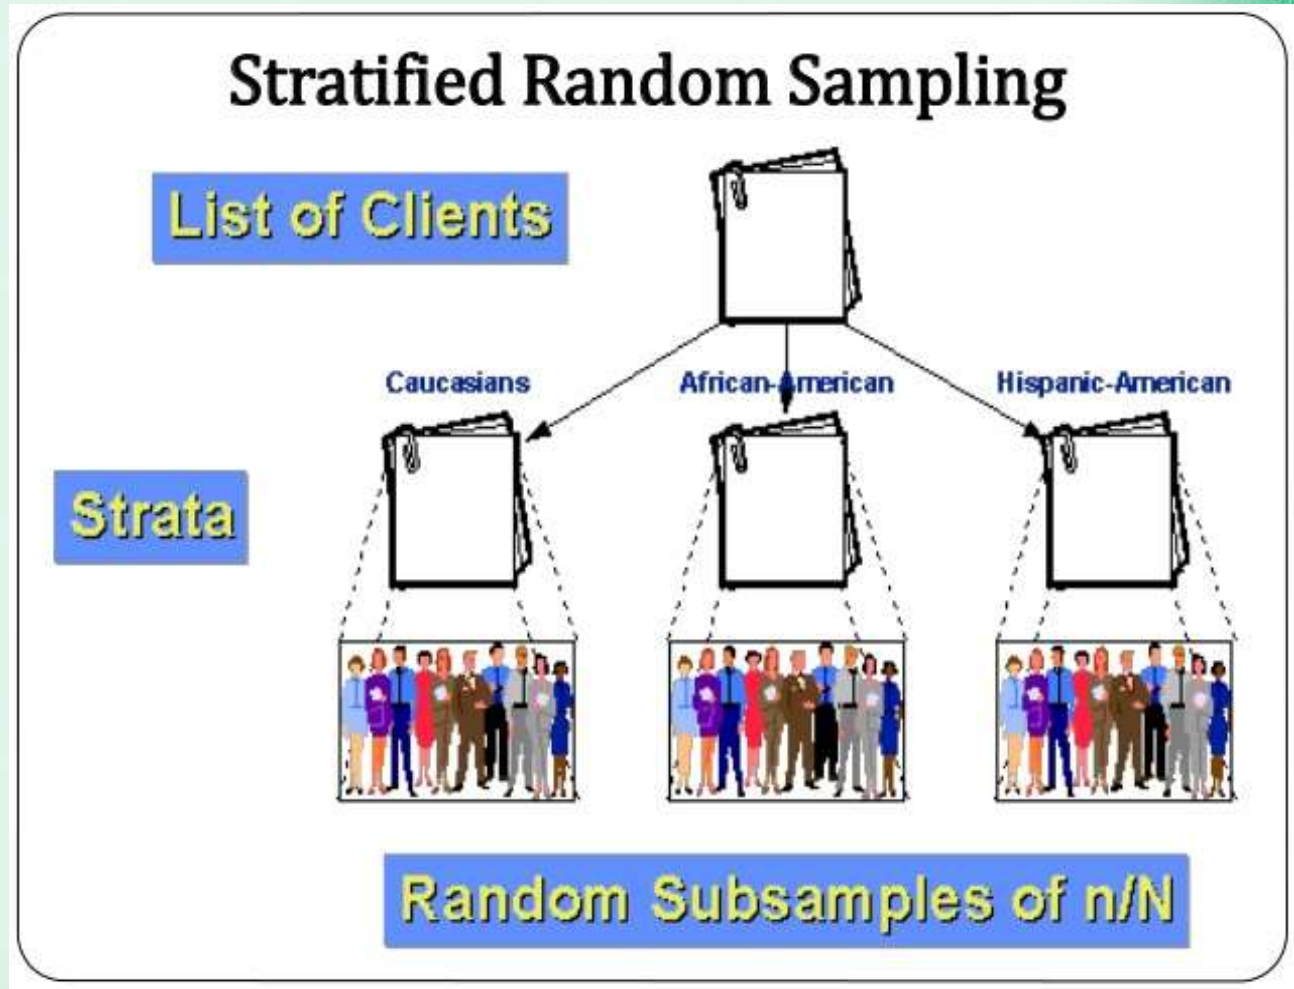 Stratified Random Sampling
List of Clients
Caucasians
African-American
Hispanic-American
Strata
Random Subsamples of n/N